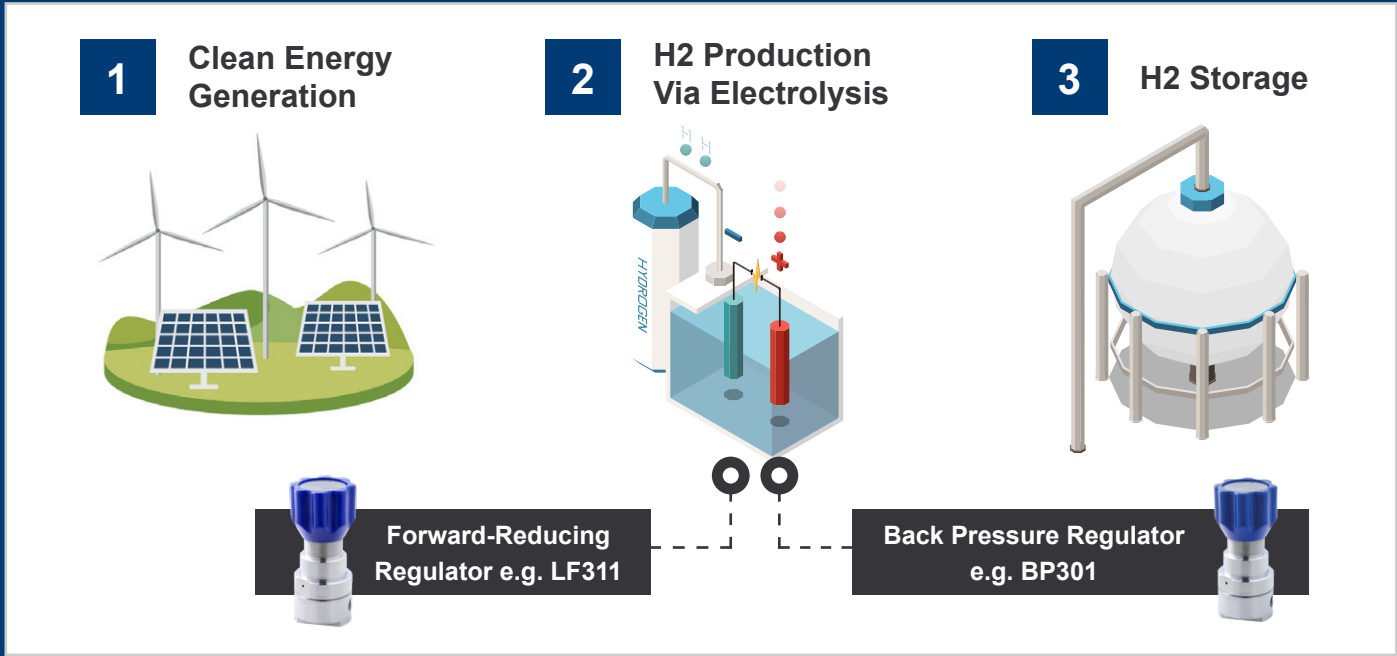 1
Clean Energy
Generation
2
H2 Production
Via Electrolysis
3
H2 Storage
H H
HYDROGEN
Forward-Reducing
Regulator e.g. LF311
Back Pressure Regulator
e.g. BP301